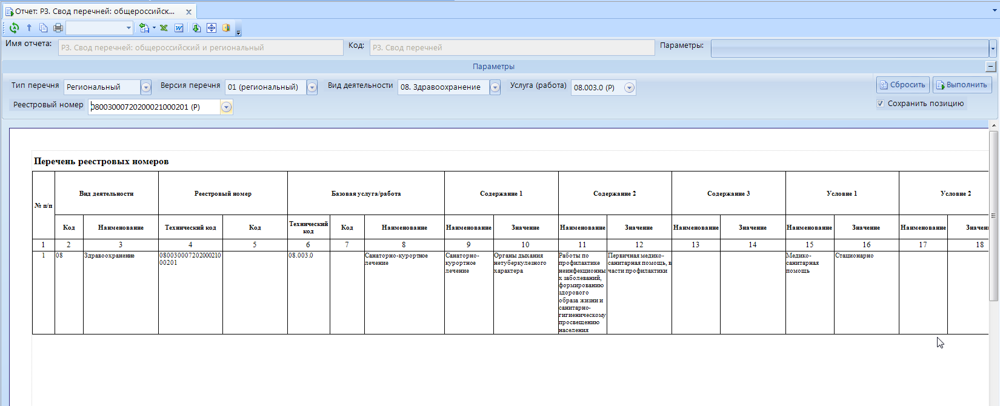 Отчет: Р3. Свод перечней: общероссийск...
Имя отчета: Р3. Свод перечней: общероссийский и региональный Код: Р3. Свод перечней Параметры:
Параметры
Тип перечня Региональный Версия перечня 01 (региональный) Вид деятельности 08. Здравоохранение Услуга (работа) 08.003.0 (Р) Сбросить Выполнить
Реестровый номер 08003000720200021000201 (Р) Сохранить позицию
Перечень реестровых номеров
№ п/п Вид деятельности Реестровый номер Базовая услуга/работа Содержание 1 Содержание 2 Содержание 3 Условие 1 Условие 2
Код Наименование Технический код Код Технический код Код Наименование Наименование Значение Наименование Значение Наименование Значение Наименование Значение Наименование Значен
1 2 3 4 5 6 7 8 9 10 11 12 13 14 15 16 17 18
1 08 Здравоохранение 080030007202000210 08.003.0 Санаторно-курортное Санаторно- Органы дыхания Работы по Первичная медико- Медико- Стационарно
00201 лечение курортное нетуберкулезного профилактике санитарная помощь, в санитарная
лечение характера неинфекционны части профилактики помощь
х заболеваний,
формированию
здорового
образа жизни и
санитарно-
гигиеническому
просвещению
населения